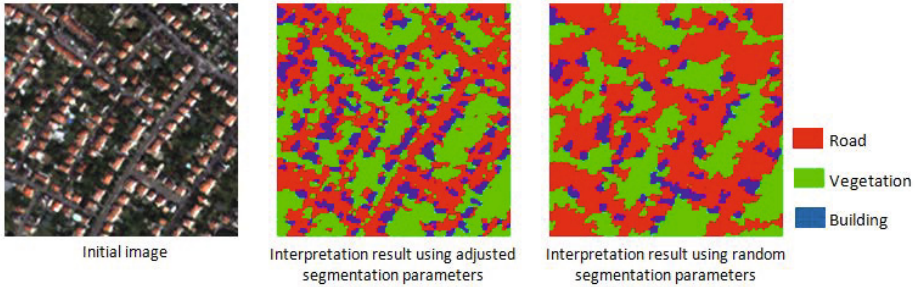 Initial image
Interpretation result using adjusted
segmentation parameters
Interpretation result using random
segmentation parameters
Road
Vegetation
Building